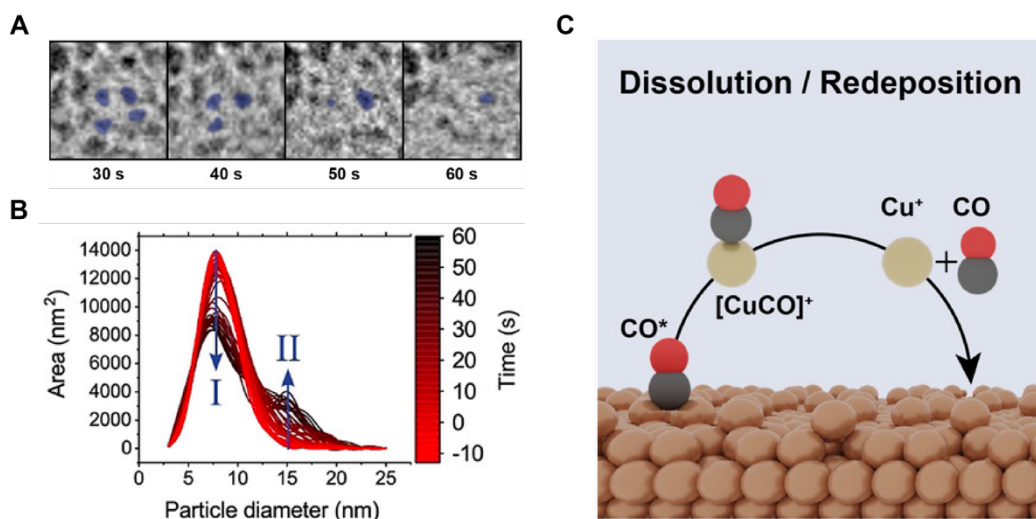 A
30 s 40 s 50 s 60 s
B
Area (nm²)
14000
12000
10000
8000
6000
4000
2000
0
I
II
0 5 10 15 20 25
Particle diameter (nm)
60
50
40
30
20
10
0
-10
Time (s)
C
Dissolution / Redeposition
Cu⁺ CO
+
[CuCO]⁺
CO*